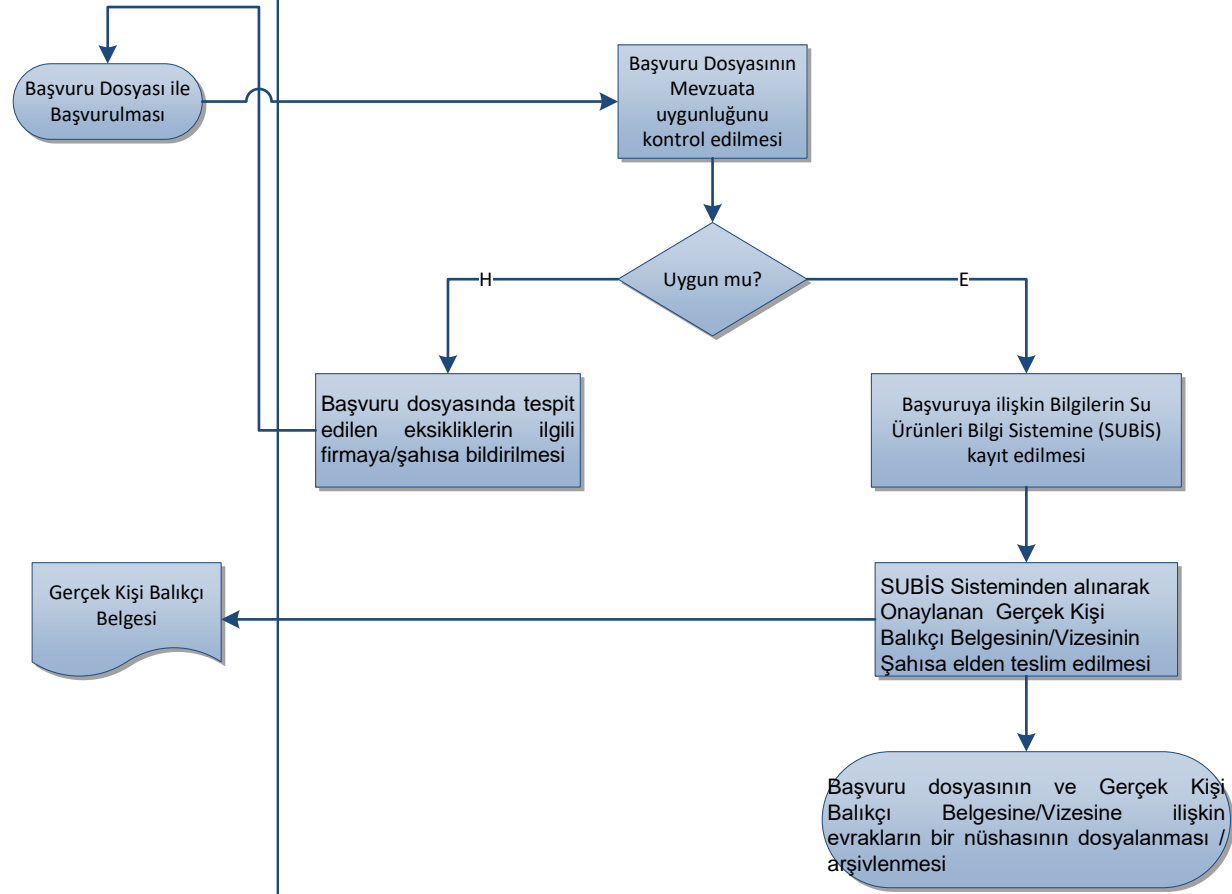 Başvuru Dosyası ile
Başvurulması
Başvuru Dosyasının
Mevzuata
uygunluğunu
kontrol edilmesi
Uygun mu?
H
E
Başvuru dosyasında tespit
edilen eksikliklerin ilgili
firmaya/şahısa bildirilmesi
Başvuruya ilişkin Bilgilerin Su
Ürünleri Bilgi Sistemine (SUBİS)
kayıt edilmesi
Gerçek Kişi Balıkçı
Belgesi
SUBİS Sisteminden alınarak
Onaylanan Gerçek Kişi
Balıkçı Belgesinin/Vizesinin
Şahısa elden teslim edilmesi
Başvuru dosyasının ve Gerçek Kişi
Balıkçı Belgesine/Vizesine ilişkin
evrakların bir nüshasının dosyalanması /
arşivlenmesi